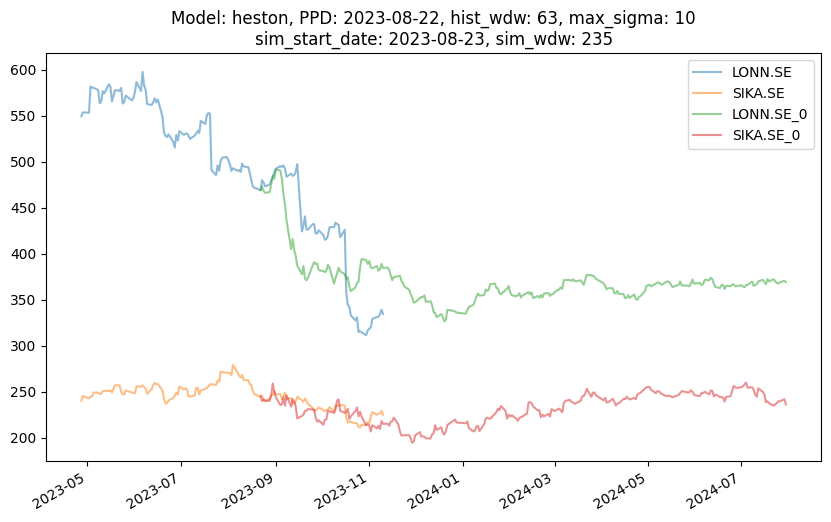 Model: heston, PPD: 2023-08-22, hist_wdw: 63, max_sigma: 10
sim_start_date: 2023-08-23, sim_wdw: 235
LONN.SE
SIKA.SE
LONN.SE_0
SIKA.SE_0
600
550
500
450
400
350
300
250
200
2023-05
2023-07
2023-09
2023-11
2024-01
2024-03
2024-05
2024-07